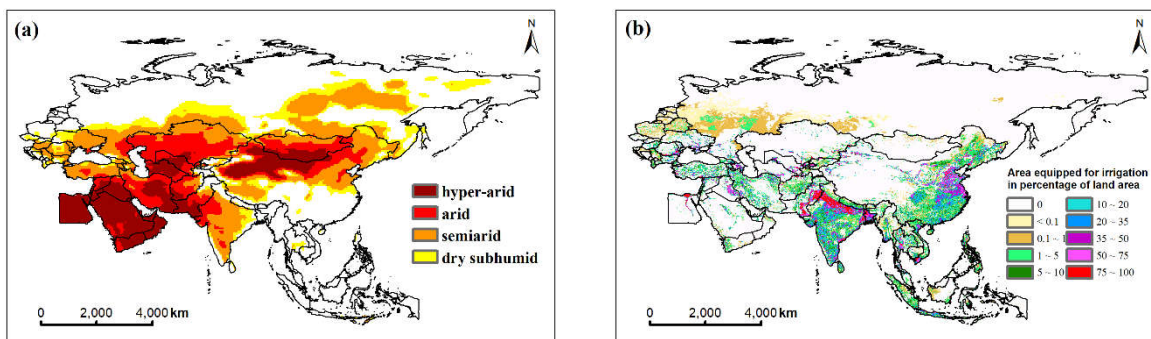 (a)
N
hyper-arid
arid
semiarid
dry subhumid
0 2,000 4,000 km
(b)
N
Area equipped for irrigation
in percentage of land area
0 10 ~ 20
< 0.1 20 ~ 35
0.1 ~ 1 35 ~ 50
1 ~ 5 50 ~ 75
5 ~ 10 75 ~ 100
0 2,000 4,000 km